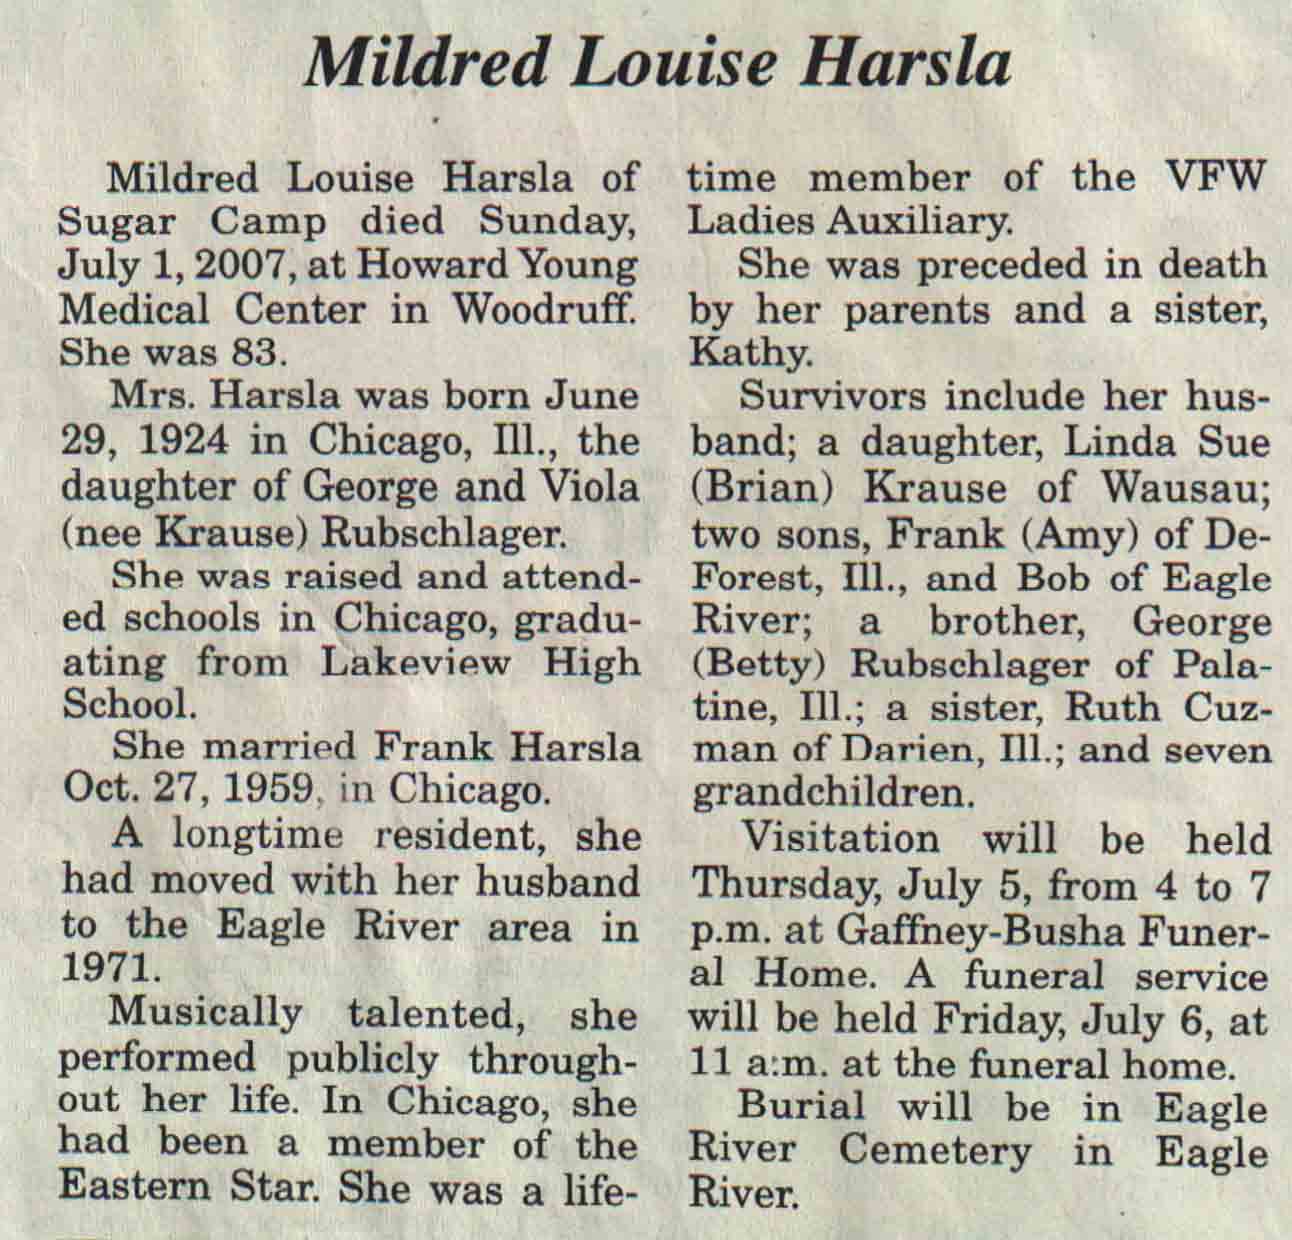 Mildred Louise Harsla
Mildred Louise Harsla of
Sugar Camp died Sunday,
July 1, 2007, at Howard Young
Medical Center in Woodruff.
She was 83.
Mrs. Harsla was born June
29, 1924 in Chicago, Ill., the
daughter of George and Viola
(nee Krause) Rubschlager.
She was raised and attend-
ed schools in Chicago, gradu-
ating from Lakeview High
School.
She married Frank Harsla
Oct. 27, 1959, in Chicago.
A longtime resident, she
had moved with her husband
to the Eagle River area in
1971.
Musically talented, she
performed publicly through-
out her life. In Chicago, she
had been a member of the
Eastern Star. She was a life-
time member of the VFW
Ladies Auxiliary.
She was preceded in death
by her parents and a sister,
Kathy.
Survivors include her hus-
band; a daughter, Linda Sue
(Brian) Krause of Wausau;
two sons, Frank (Amy) of De-
Forest, Ill., and Bob of Eagle
River; a brother, George
(Betty) Rubschlager of Pala-
tine, Ill.; a sister, Ruth Cuz-
man of Darien, Ill.; and seven
grandchildren.
Visitation will be held
Thursday, July 5, from 4 to 7
p.m. at Gaffney-Busha Funer-
al Home. A funeral service
will be held Friday, July 6, at
11 a.m. at the funeral home.
Burial will be in Eagle
River Cemetery in Eagle
River.